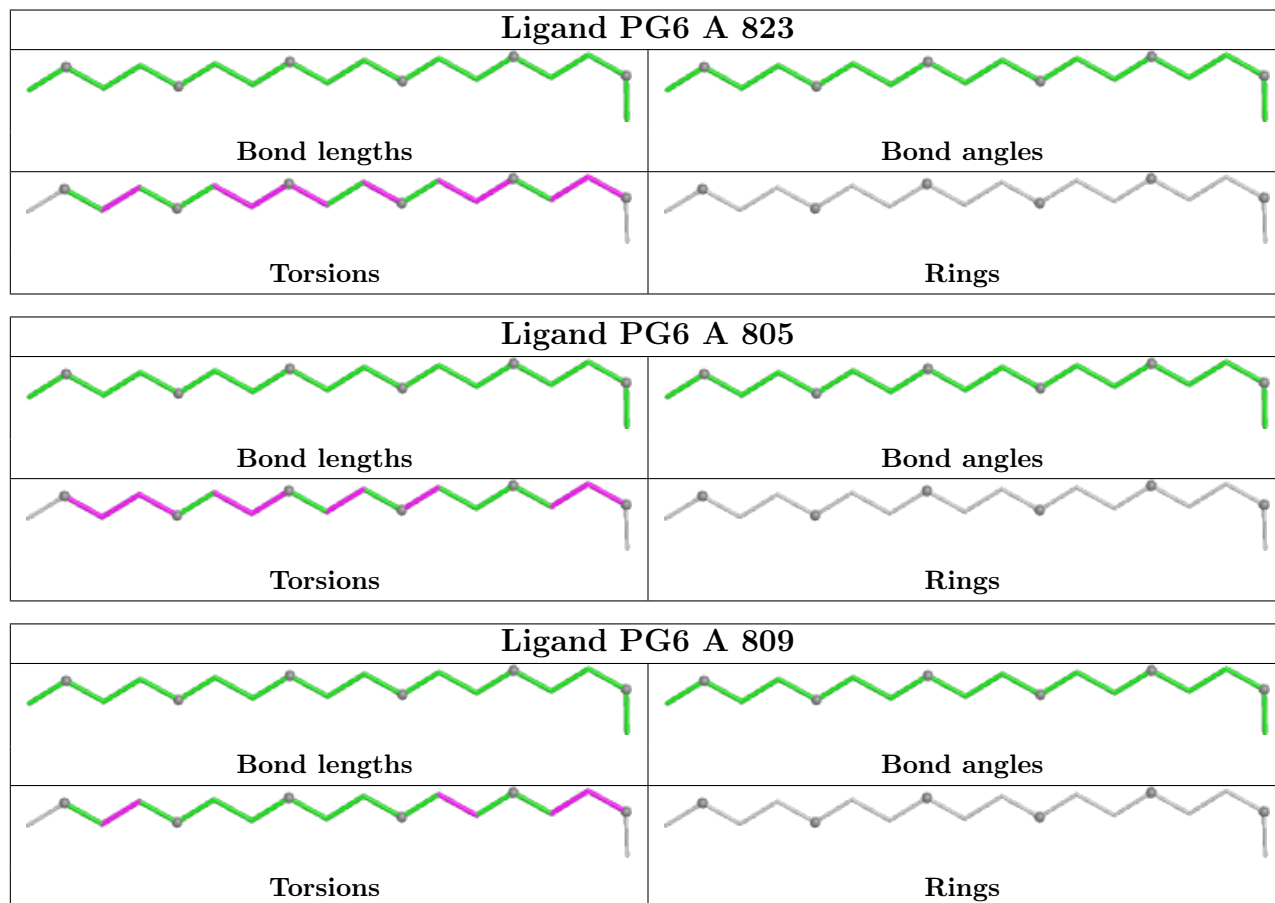 Ligand PG6 A 823
Bond lengths
Bond angles
Torsions
Rings
Ligand PG6 A 805
Bond lengths
Bond angles
Torsions
Rings
Ligand PG6 A 809
Bond lengths
Bond angles
Torsions
Rings